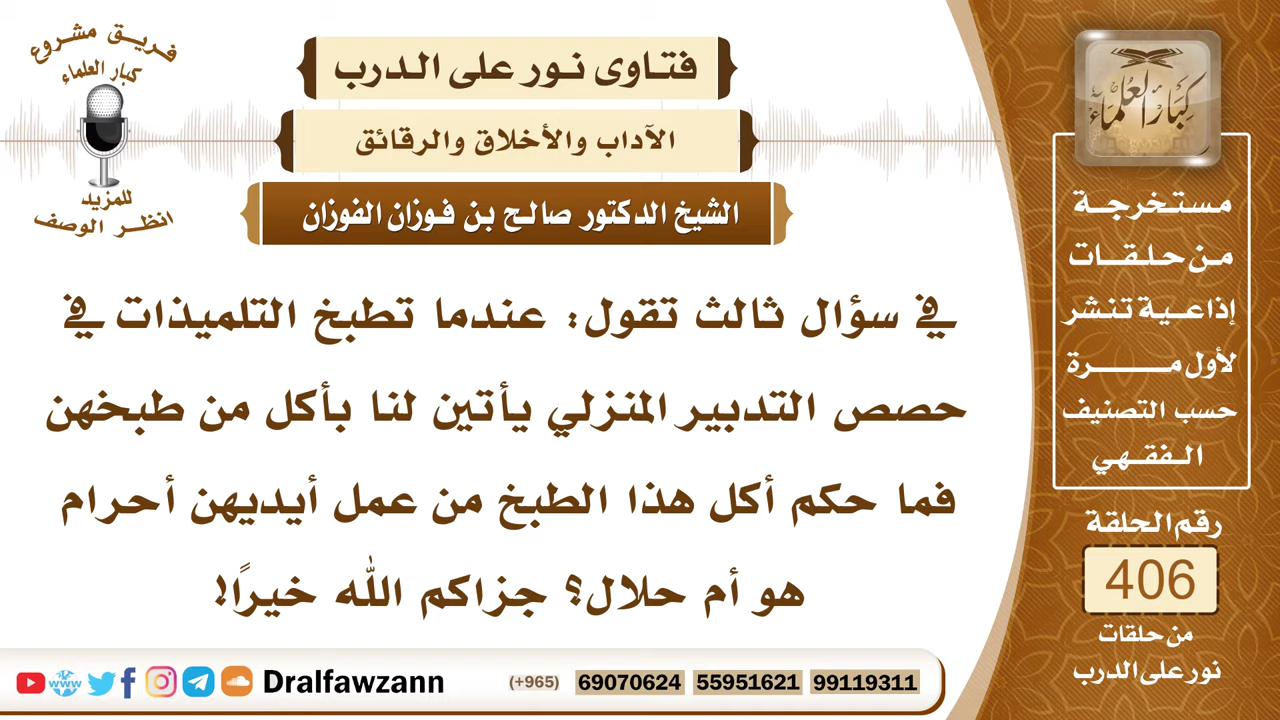 فريق مشروع
كبار العلماء
للمزيد
انظر الوصف
فتاوى نور على الدرب
الآداب والأخلاق والرقائق
الشيخ الدكتور صالح بن فوزان الفوزان
في سؤال ثالث تقول: عندما تطبخ التلميذات في
حصص التدبير المنزلي يأتين لنا بأكل من طبخهن
فما حكم أكل هذا الطبخ من عمل أيديهن أحرام
هو أم حلال؟ جزاكم الله خيرًا!
كبار العلماء
مستخرجة
من حلقات
إذاعية تنشر
لأول مرة
حسب التصنيف
الفقهي
رقم الحلقة
406
من حلقات
نور على الدرب
www
Dralfawzann
(+965) 69070624 55951621 99119311